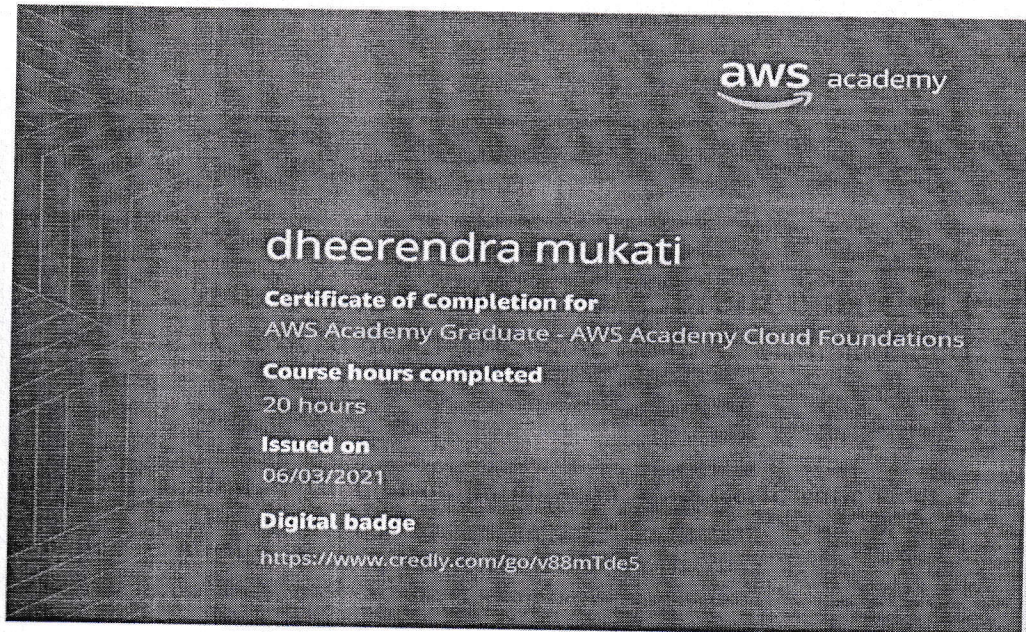 aws academy
dheerendra mukati
Certificate of Completion for
AWS Academy Graduate - AWS Academy Cloud Foundations
Course hours completed
20 hours
Issued on
06/03/2021
Digital badge
https://www.credly.com/go/v88mTde5